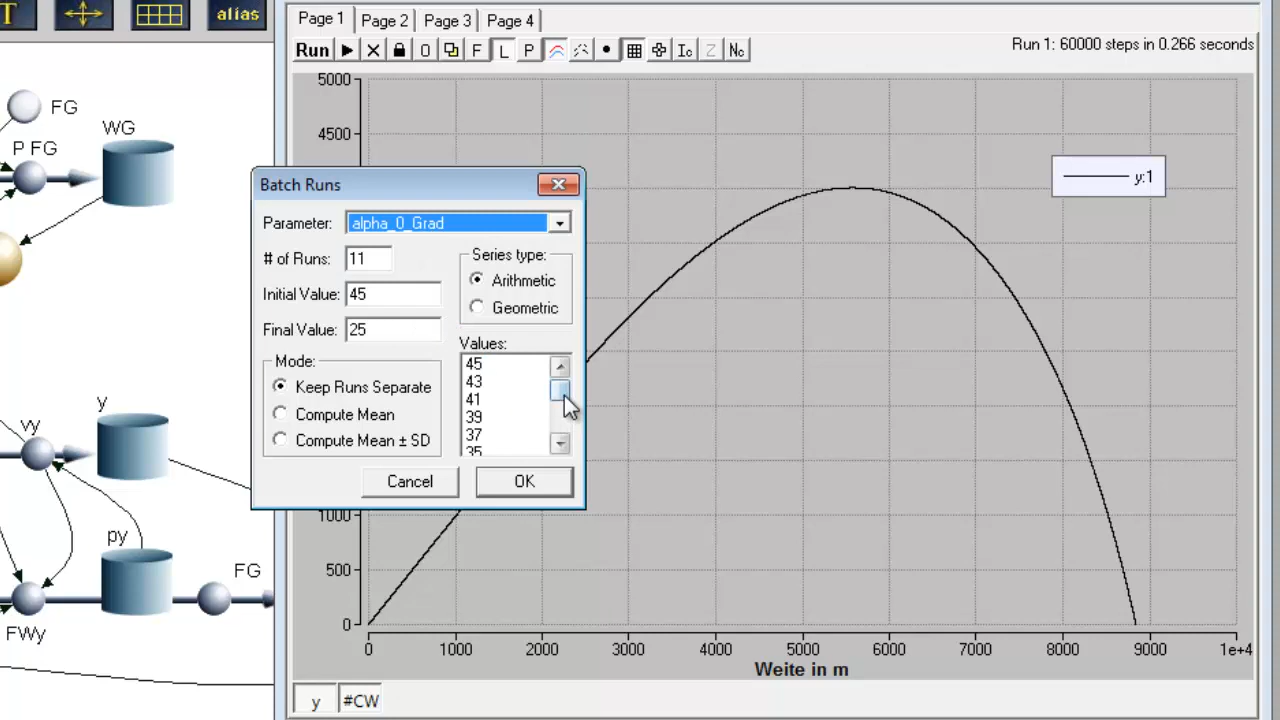 T
alias
FG
WG
P FG
y
vy
py
FG
FWy
Page 1
Page 2
Page 3
Page 4
Run
O
F
L
P
Ic
Z
Nc
Run 1: 60000 steps in 0.266 seconds
5000
4500
1000
500
0
y:1
0
1000
2000
3000
4000
5000
6000
7000
8000
9000
1e+4
Weite in m
y
#CW
Batch Runs
Parameter:
alpha_0_Grad
# of Runs:
11
Initial Value:
45
Final Value:
25
Series type:
Arithmetic
Geometric
Mode:
Keep Runs Separate
Compute Mean
Compute Mean ± SD
Values:
45
43
41
39
37
35
Cancel
OK